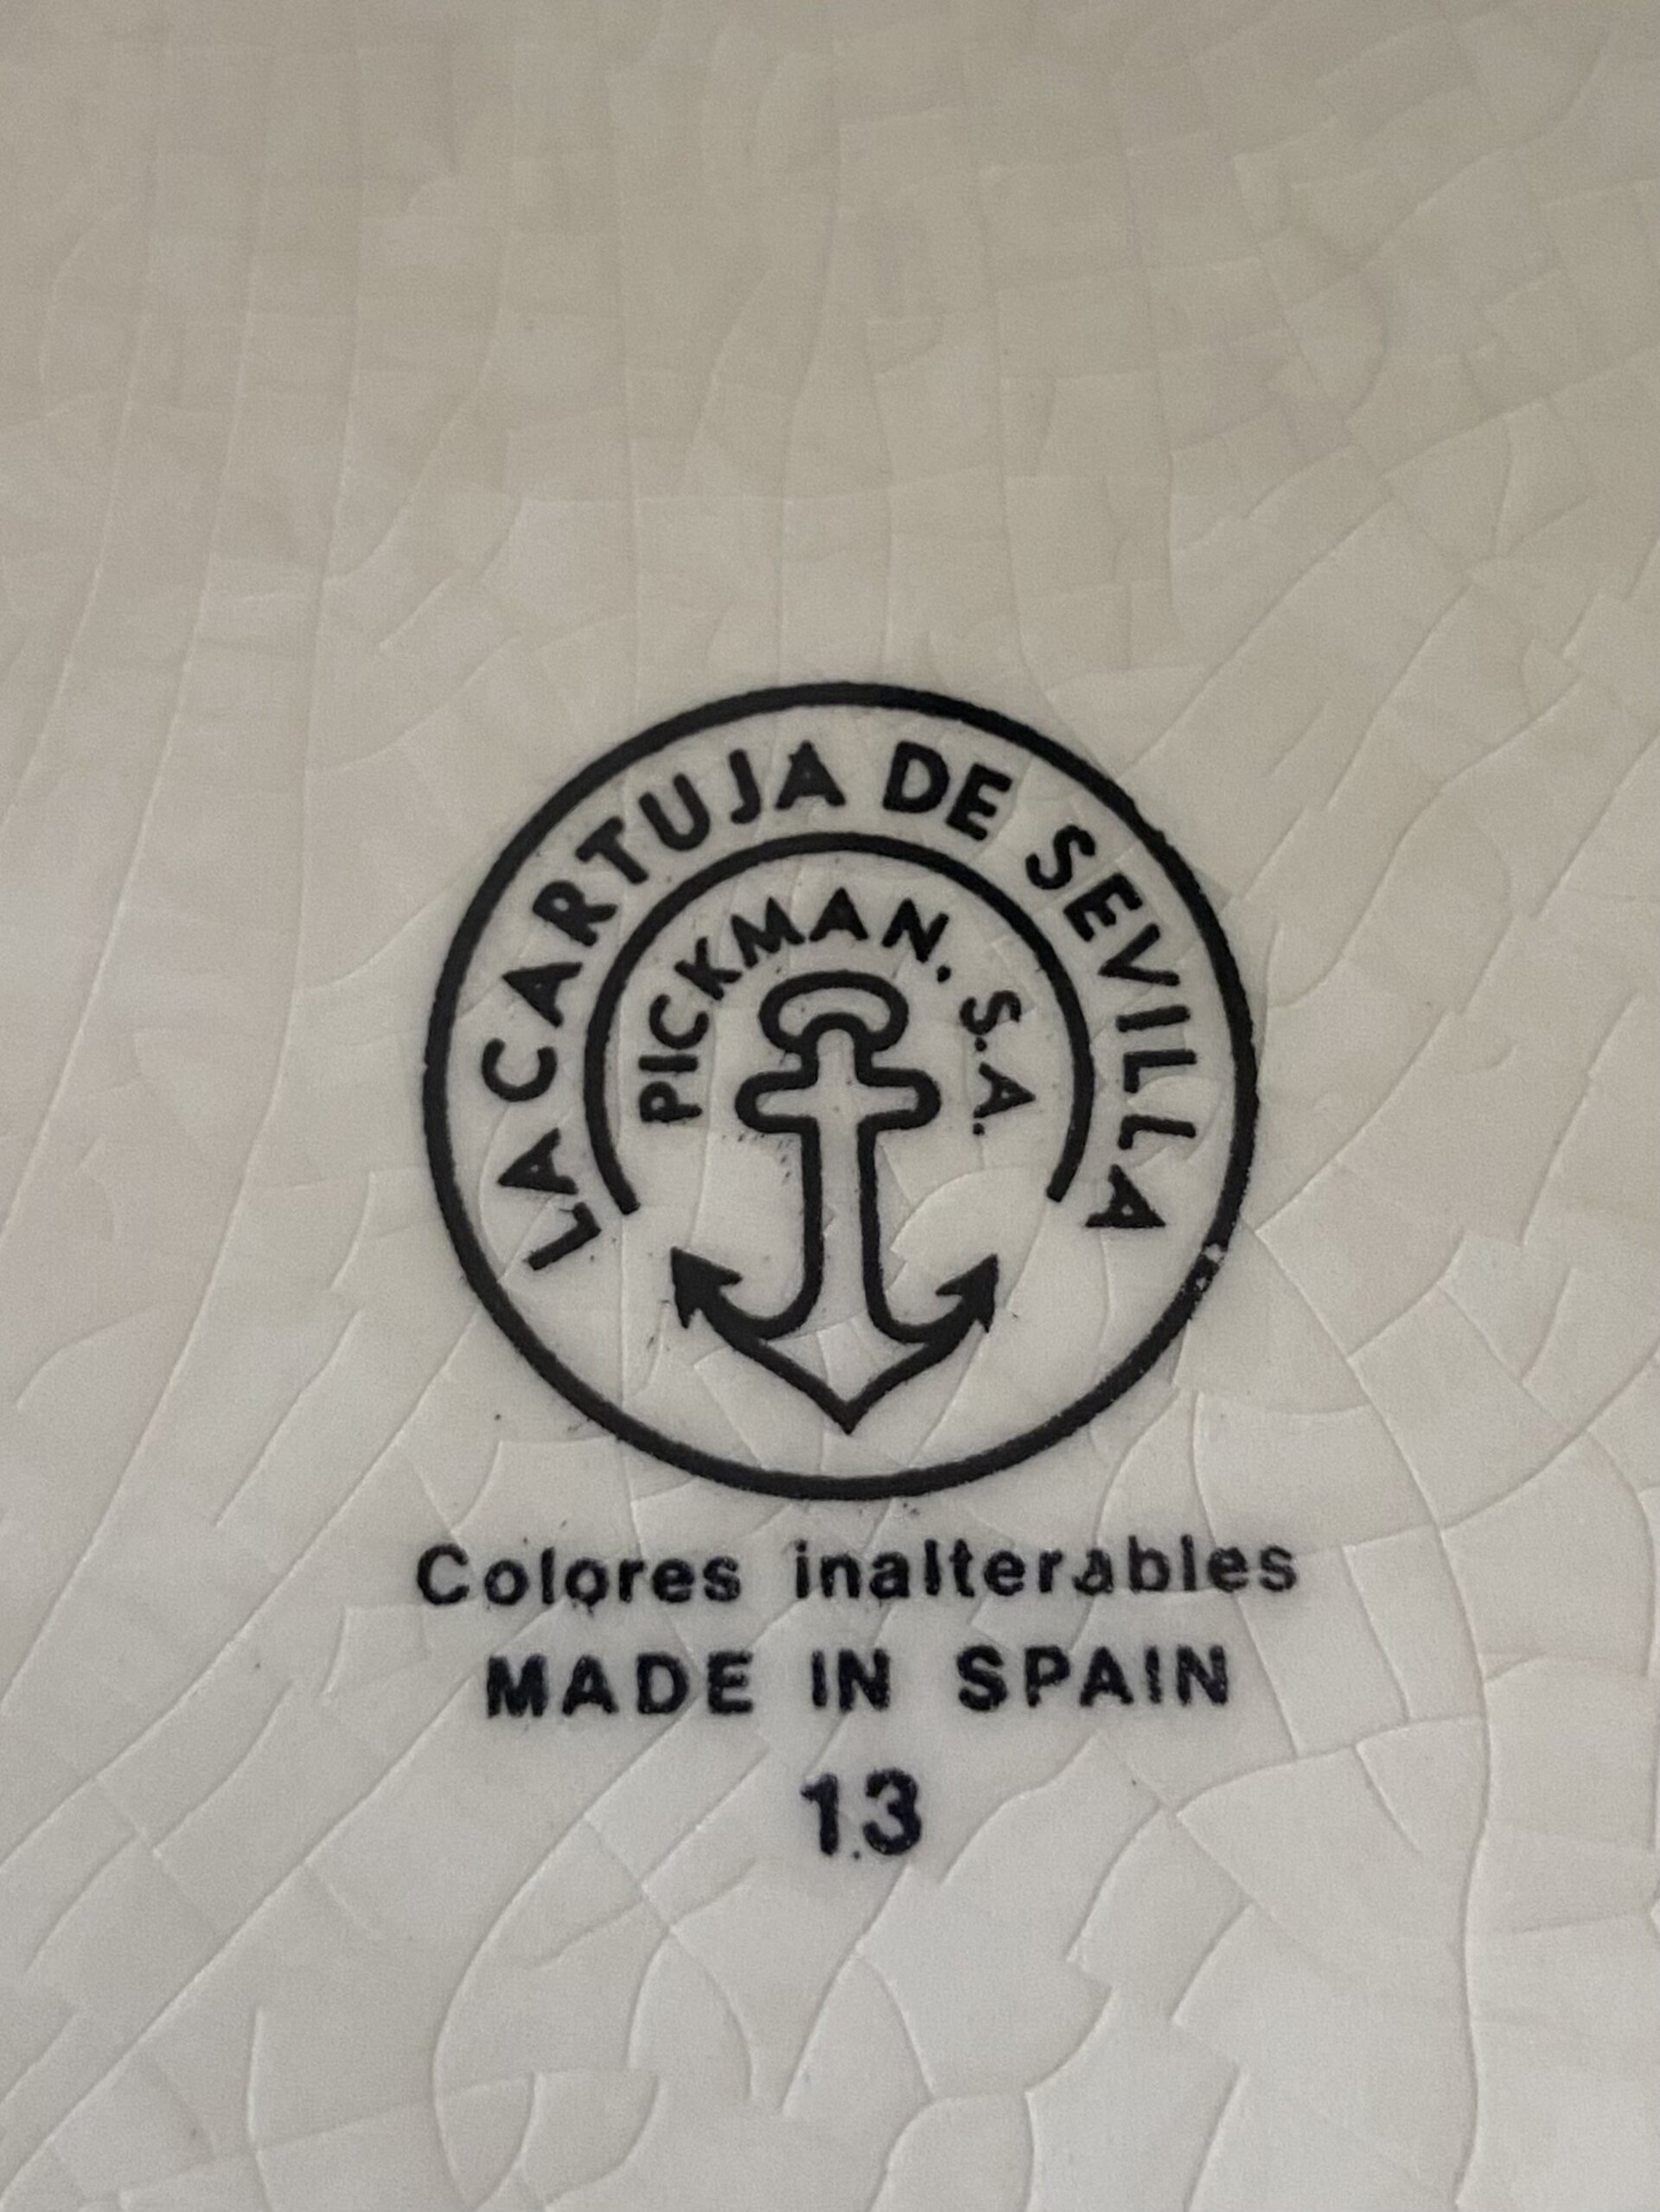 LA CARTUJA DE SEVILLA
PICKMAN. S.A.
Colores inalterables
MADE IN SPAIN
13